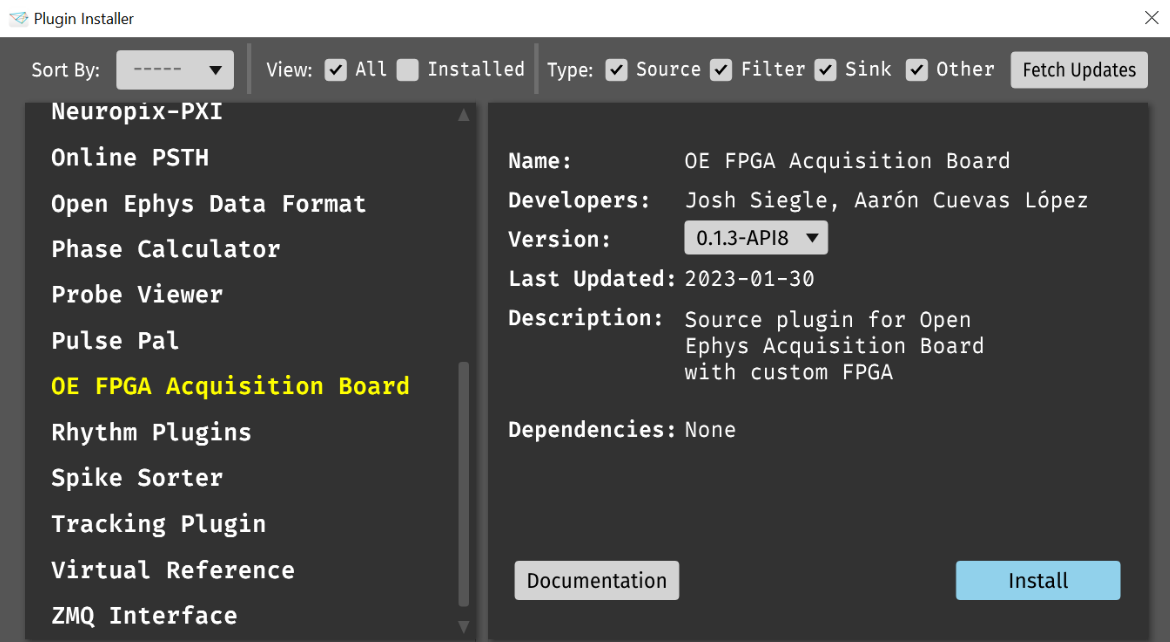 Plugin Installer
Sort By: ----- View: All Installed Type: Source Filter Sink Other Fetch Updates
Neuropix-PXI
Online PSTH
Open Ephys Data Format
Phase Calculator
Probe Viewer
Pulse Pal
OE FPGA Acquisition Board
Rhythm Plugins
Spike Sorter
Tracking Plugin
Virtual Reference
ZMQ Interface
Name: OE FPGA Acquisition Board
Developers: Josh Siegle, Aarón Cuevas López
Version: 0.1.3-API8
Last Updated: 2023-01-30
Description: Source plugin for Open
Ephys Acquisition Board
with custom FPGA
Dependencies: None
Documentation Install